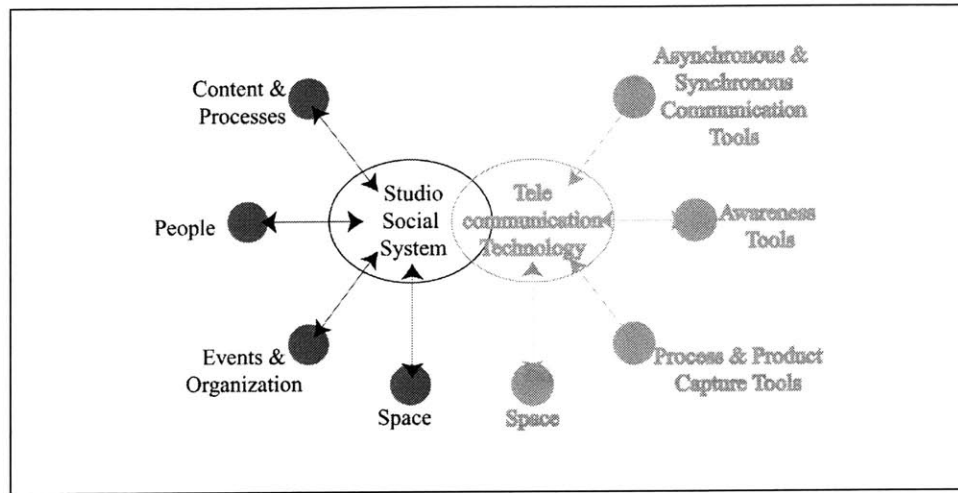 Content &
Processes
People
Events &
Organization
Space
Studio
Social
System
Tele
communication
Technology
Asynchronous &
Synchronous
Communication
Tools
Awareness
Tools
Process & Product
Capture Tools
Space